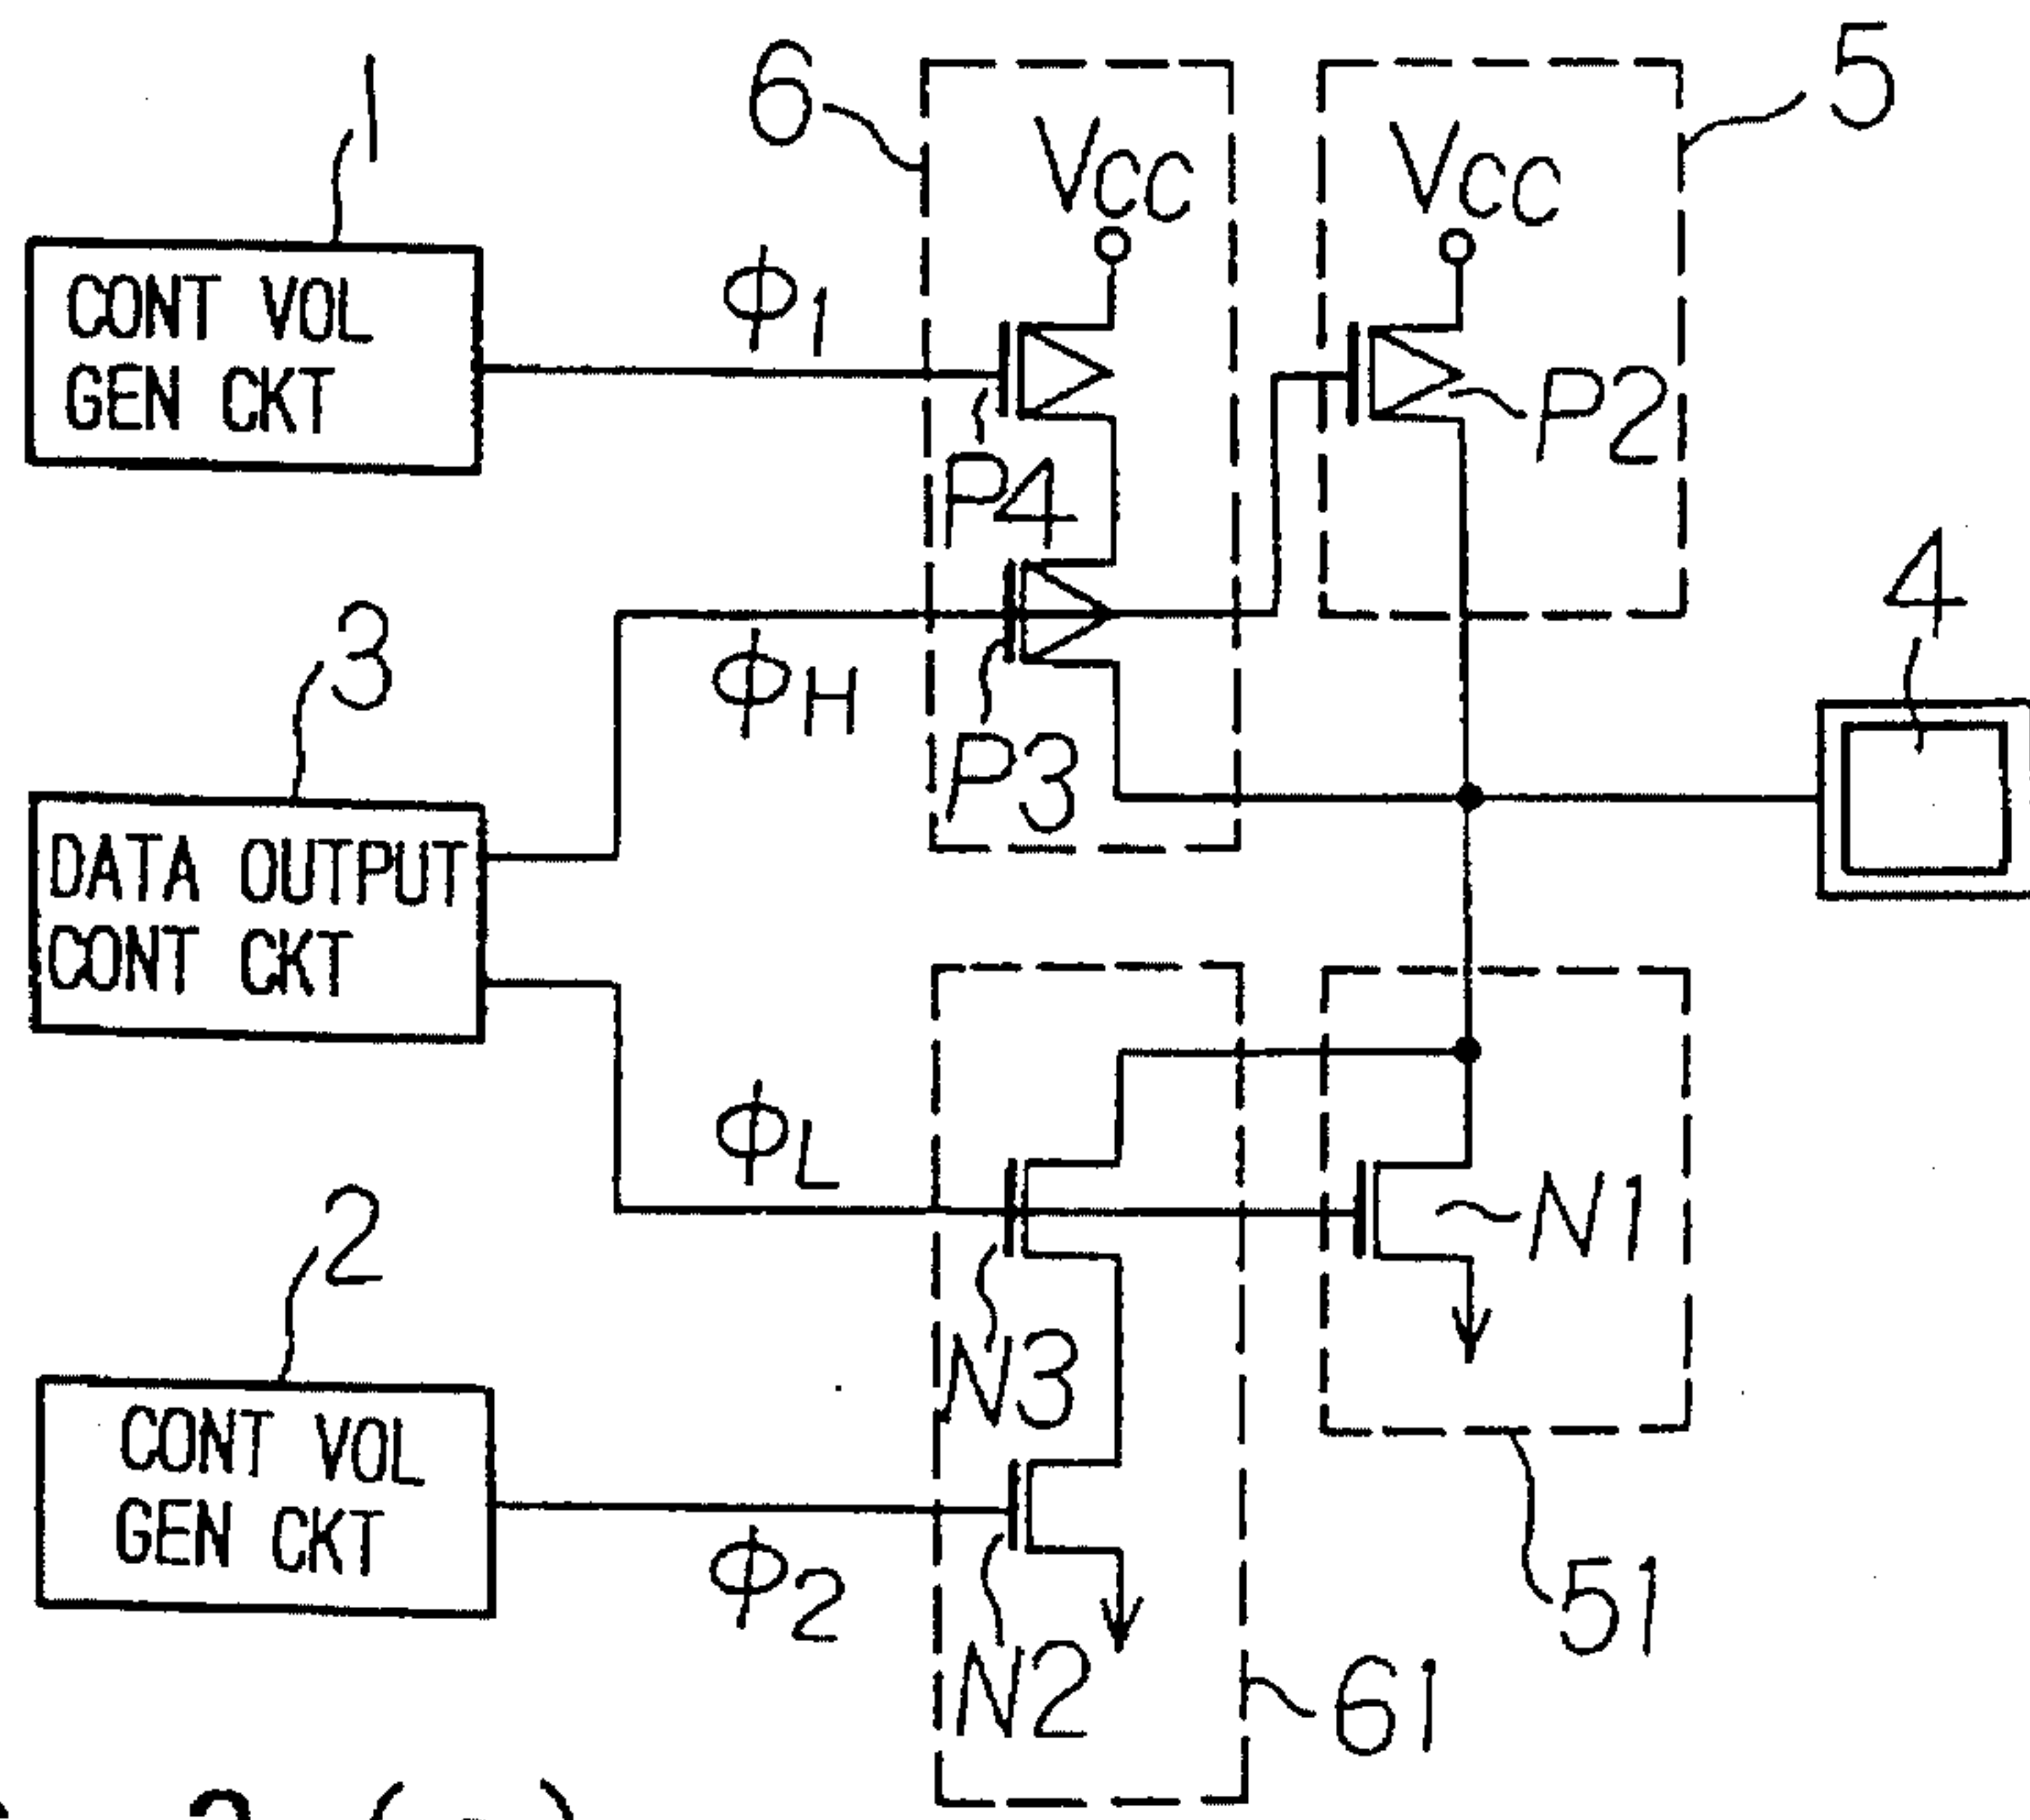 1
6
5
VCC
VCC
CONT VOL
GEN CKT
Φ1
P4
P2
4
3
ΦH
P3
DATA OUTPUT
CONT CKT
ΦL
N1
2
N3
CONT VOL
GEN CKT
Φ2
N2
51
61